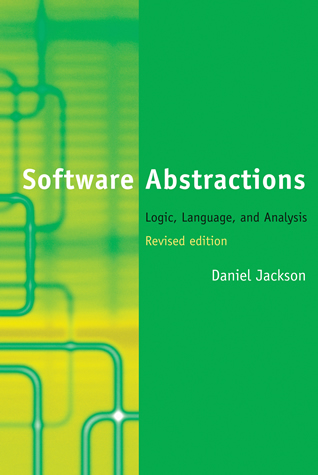 Software Abstractions
Logic, Language, and Analysis
Revised edition
Daniel Jackson